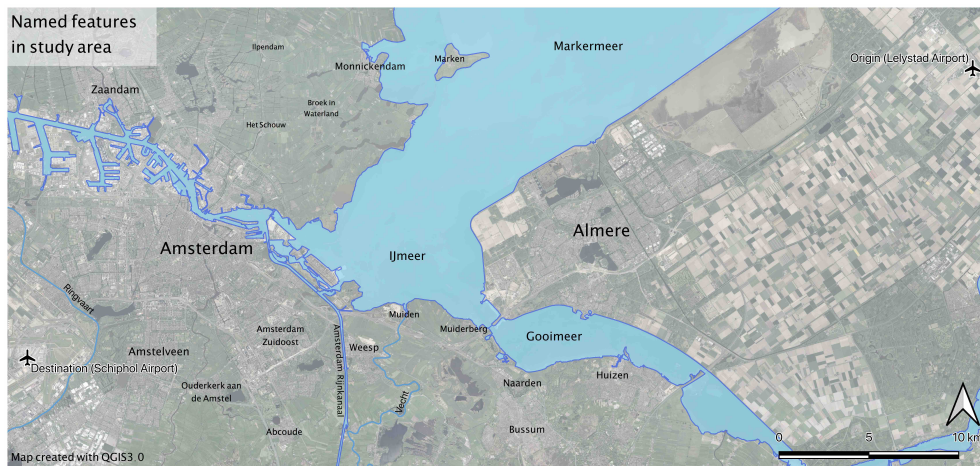 Named features
in study area
Ilpendam
Markermeer
Marken
Monnickendam
Origin (Lelystad Airport)
Zaandam
Broek in
Waterland
Het Schouw
Almere
Amsterdam
IJmeer
Ringvaart
Muiden
Amsterdam
Zuidoost
Amsterdam Rijnkanaal
Muiderberg
Gooimeer
Weesp
Amstelveen
Destination (Schiphol Airport)
Huizen
Naarden
Ouderkerk aan
de Amstel
Vecht
Abcoude
Bussum
0 5 10 km
Map created with QGIS3.0